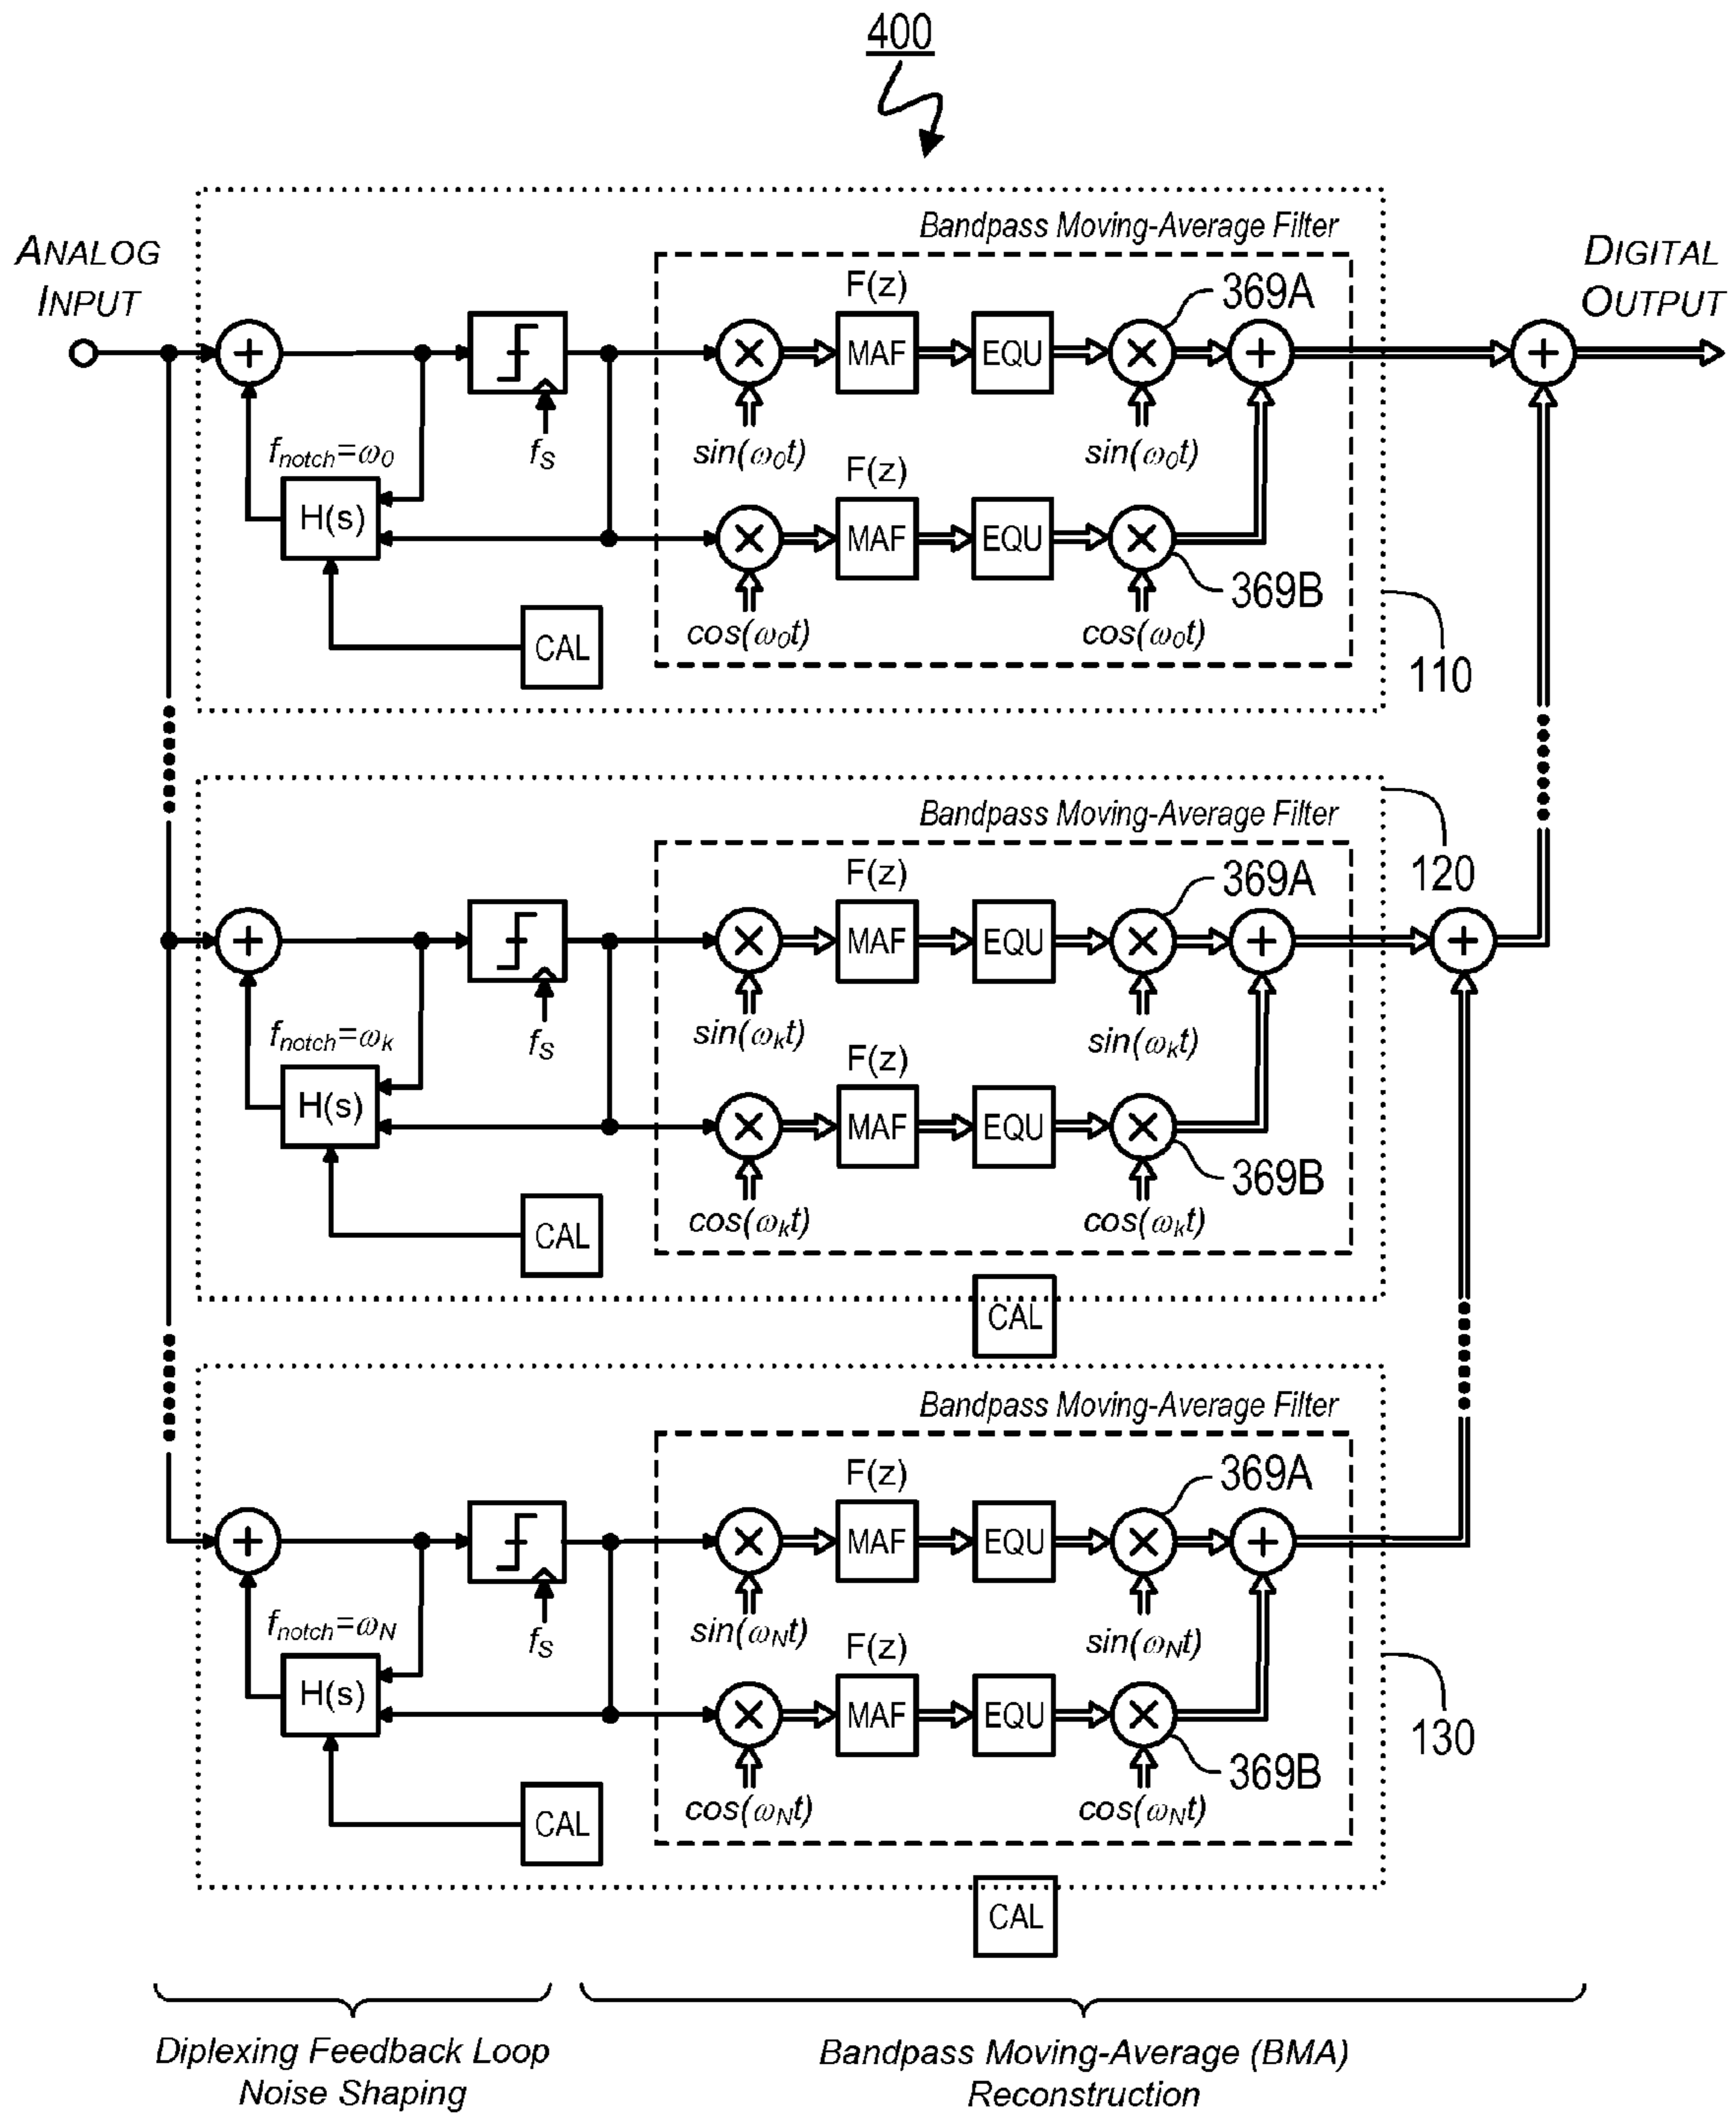 400
Bandpass Moving-Average Filter
ANALOG
INPUT
DIGITAL
OUTPUT
F(z)
369A
+
×
MAF
EQU
×
+
+
fnotch=ω0
fS
sin(ω0t)
sin(ω0t)
F(z)
H(s)
×
MAF
EQU
×
369B
cos(ω0t)
cos(ω0t)
CAL
110
Bandpass Moving-Average Filter
120
F(z)
369A
+
×
MAF
EQU
×
+
+
fnotch=ωk
fS
sin(ωkt)
sin(ωkt)
F(z)
H(s)
×
MAF
EQU
×
369B
cos(ωkt)
cos(ωkt)
CAL
CAL
Bandpass Moving-Average Filter
F(z)
369A
+
×
MAF
EQU
×
+
fnotch=ωN
fS
sin(ωNt)
sin(ωNt)
F(z)
H(s)
×
MAF
EQU
×
130
369B
cos(ωNt)
cos(ωNt)
CAL
CAL
Diplexing Feedback Loop
Noise Shaping
Bandpass Moving-Average (BMA)
Reconstruction